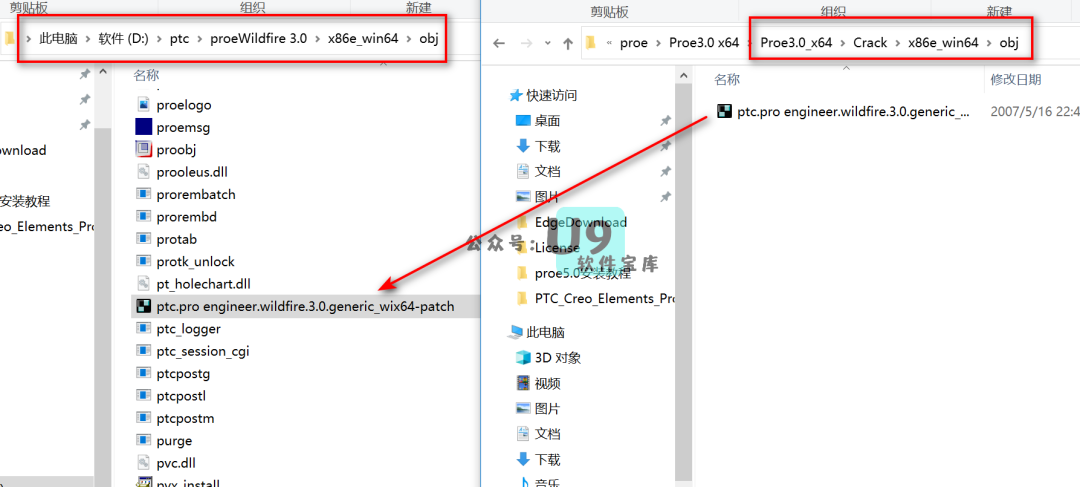 剪贴板
组织
新建
> 此电脑 > 软件 (D:) > ptc > proeWildfire 3.0 > x86e_win64 > obj
名称
proelogo
proemsg
proobj
prooleus.dll
prorembatch
prorembd
protab
protk_unlock
pt_holechart.dll
ptc.pro engineer.wildfire.3.0.generic_wix64-patch
ptc_logger
ptc_session_cgi
ptcpostg
ptcpostl
ptcpostm
purge
pvc.dll
pvx_install
ownload
安装教程
o_Elements_Pro
剪贴板
组织
新建
« proe > Proe3.0 x64 > Proe3.0_x64 > Crack > x86e_win64 > obj
名称
修改日期
ptc.pro engineer.wildfire.3.0.generic_...
2007/5/16 22:4
快速访问
桌面
下载
文档
图片
EdgeDownload
License
proe5.0安装教程
PTC_Creo_Elements_Pro
此电脑
3D 对象
视频
图片
文档
下载
音乐
公众号:
U9
软件宝库